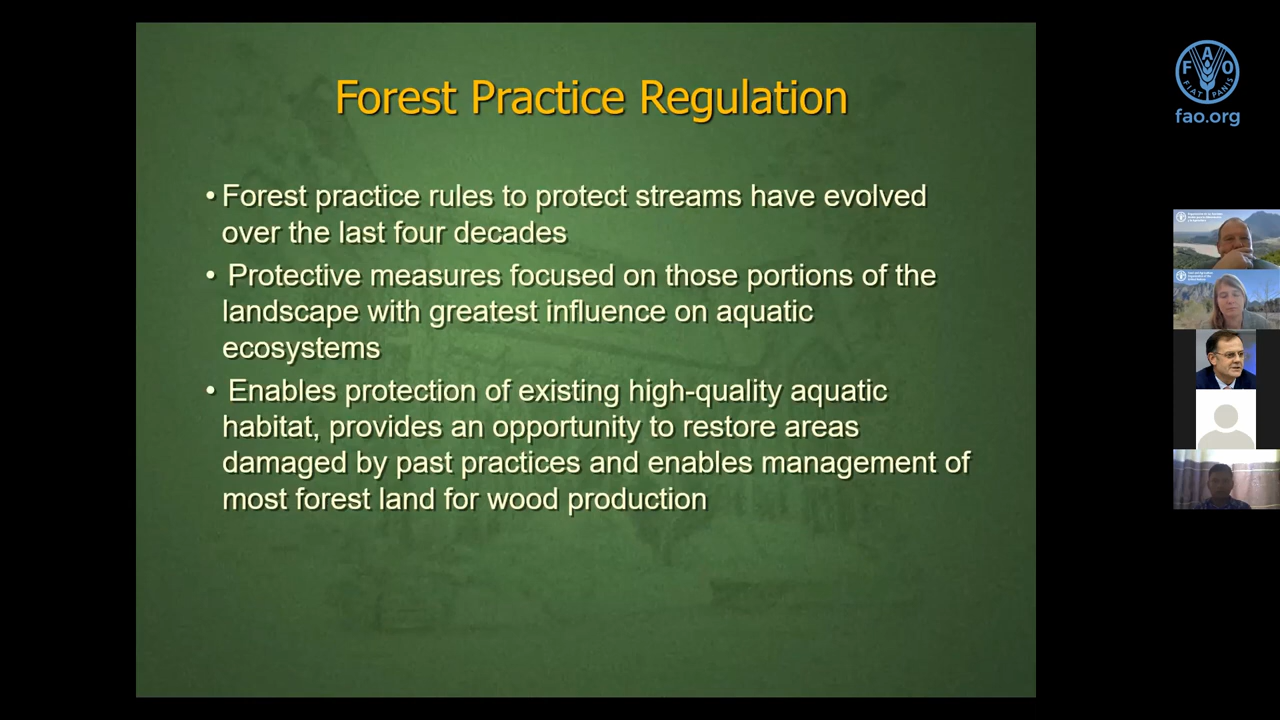 Forest Practice Regulation
• Forest practice rules to protect streams have evolved
over the last four decades
• Protective measures focused on those portions of the
landscape with greatest influence on aquatic
ecosystems
• Enables protection of existing high-quality aquatic
habitat, provides an opportunity to restore areas
damaged by past practices and enables management of
most forest land for wood production
F A O
FIAT PANIS
fao.org